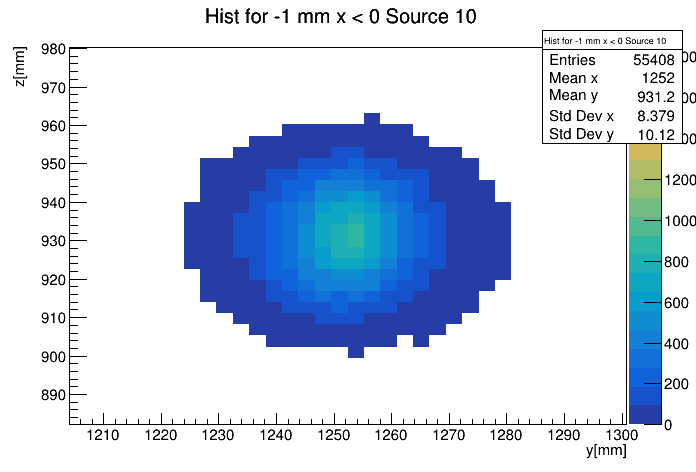 Hist for -1 mm x < 0 Source 10
Hist for -1 mm x < 0 Source 10
Entries 55408
Mean x 1252
Mean y 931.2
Std Dev x 8.379
Std Dev y 10.12
z[mm]
980
970
960
950
940
930
920
910
900
890
1200
1000
800
600
400
200
0
1210 1220 1230 1240 1250 1260 1270 1280 1290 1300
y[mm]